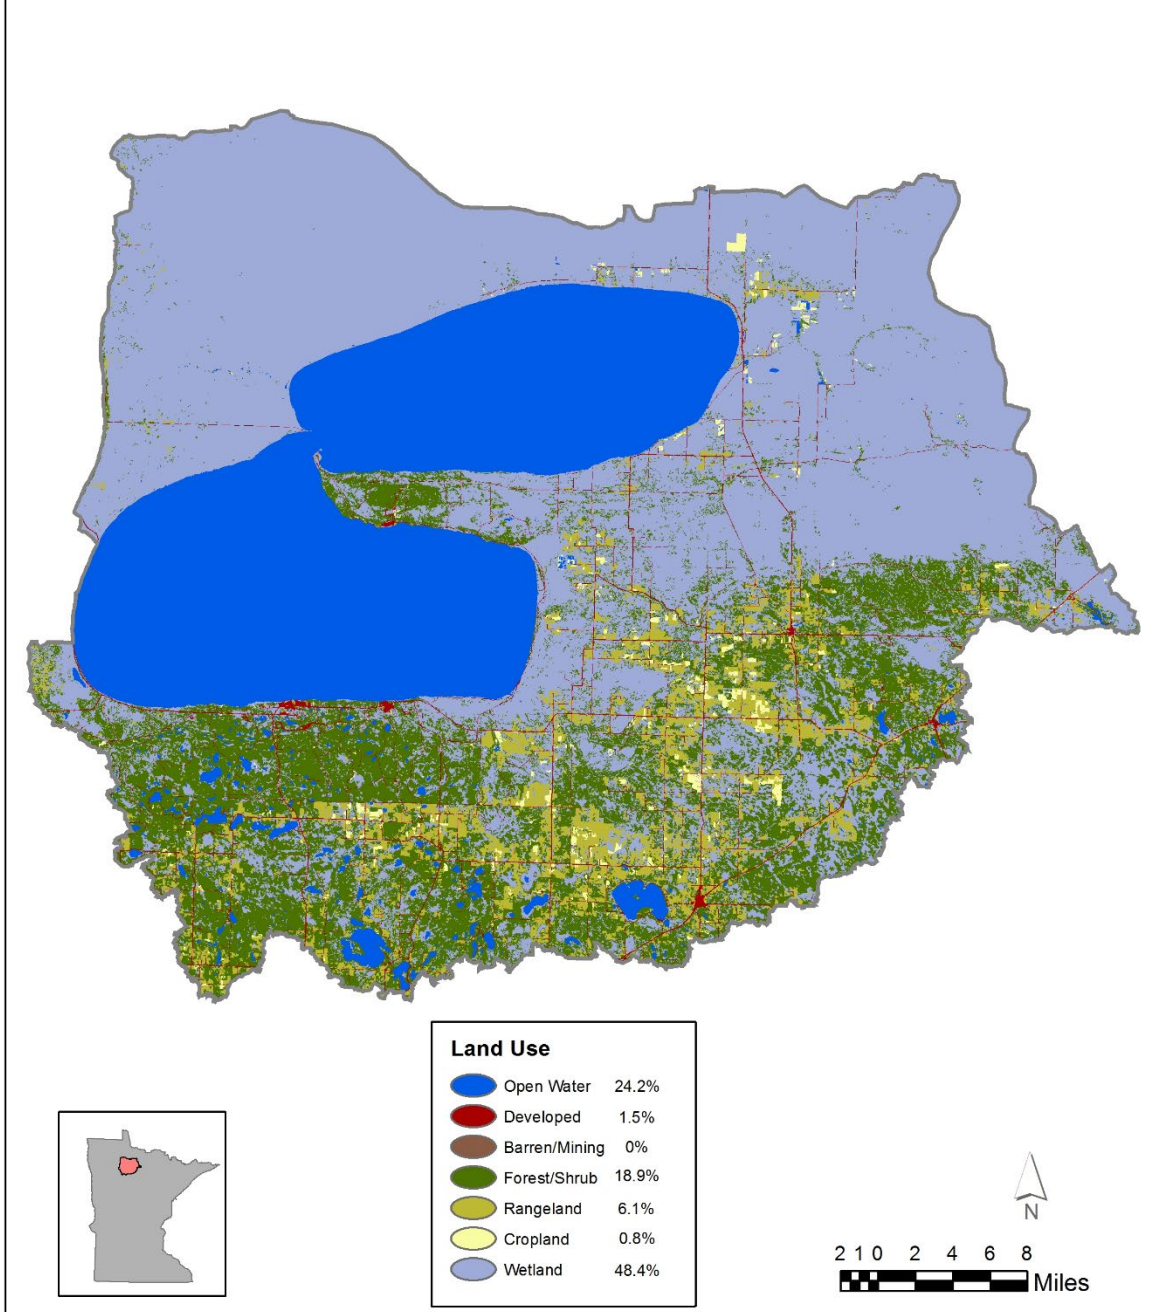 Land Use
Open Water 24.2%
Developed 1.5%
Barren/Mining 0%
Forest/Shrub 18.9%
Rangeland 6.1%
Cropland 0.8%
Wetland 48.4%
N
2 1 0 2 4 6 8
Miles